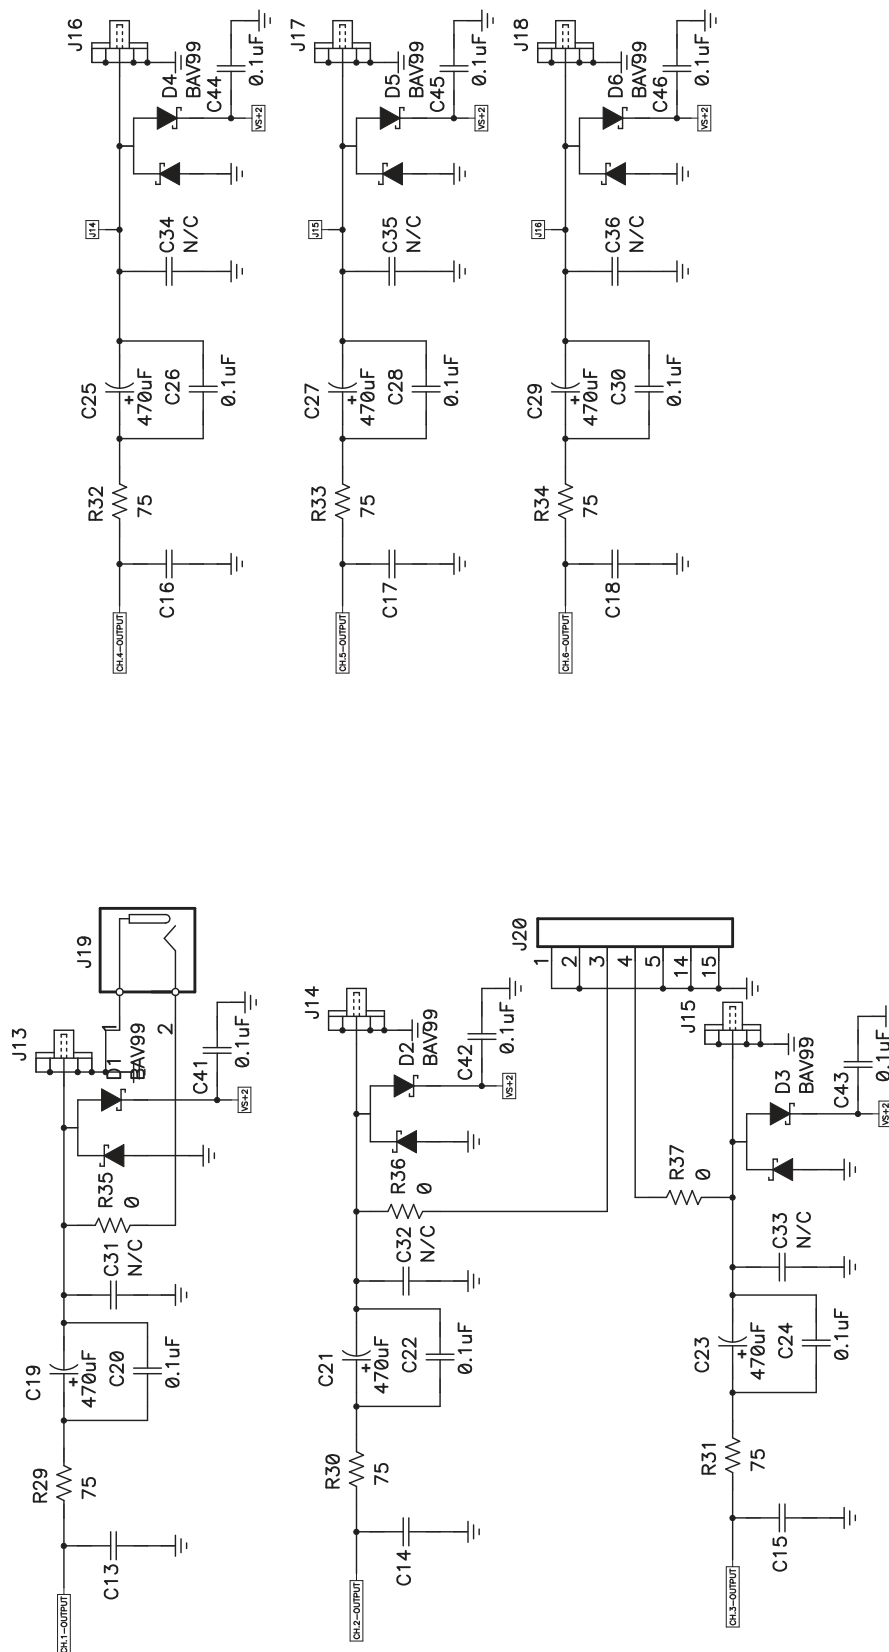 J16
D4
BAV99
C44
0.1uF
VS+2
J14
C34
N/C
C25
470uF
+
C26
0.1uF
R32
75
C16
CH.4-OUTPUT
J17
D5
BAV99
C45
0.1uF
VS+2
J15
C35
N/C
C27
470uF
+
C28
0.1uF
R33
75
C17
CH.5-OUTPUT
J18
D6
BAV99
C46
0.1uF
VS+2
J16
C36
N/C
C29
470uF
+
C30
0.1uF
R34
75
C18
CH.6-OUTPUT
J19
1
2
J13
D1
BAV99
C41
0.1uF
VS+2
R35
0
C31
N/C
C19
470uF
+
C20
0.1uF
R29
75
C13
CH.1-OUTPUT
J14
D2
BAV99
C42
0.1uF
VS+2
R36
0
C32
N/C
C21
470uF
+
C22
0.1uF
R30
75
C14
CH.2-OUTPUT
J20
1
2
3
4
5
14
15
J15
D3
BAV99
C43
0.1uF
VS+2
R37
0
C33
N/C
C23
470uF
+
C24
0.1uF
R31
75
C15
CH.3-OUTPUT